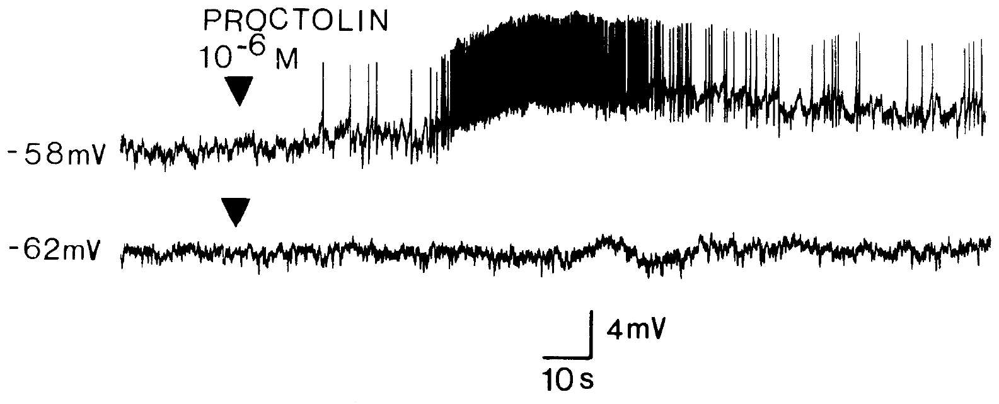 PROCTOLIN
10⁻⁶ M
-58mV
-62mV
4mV
10 s